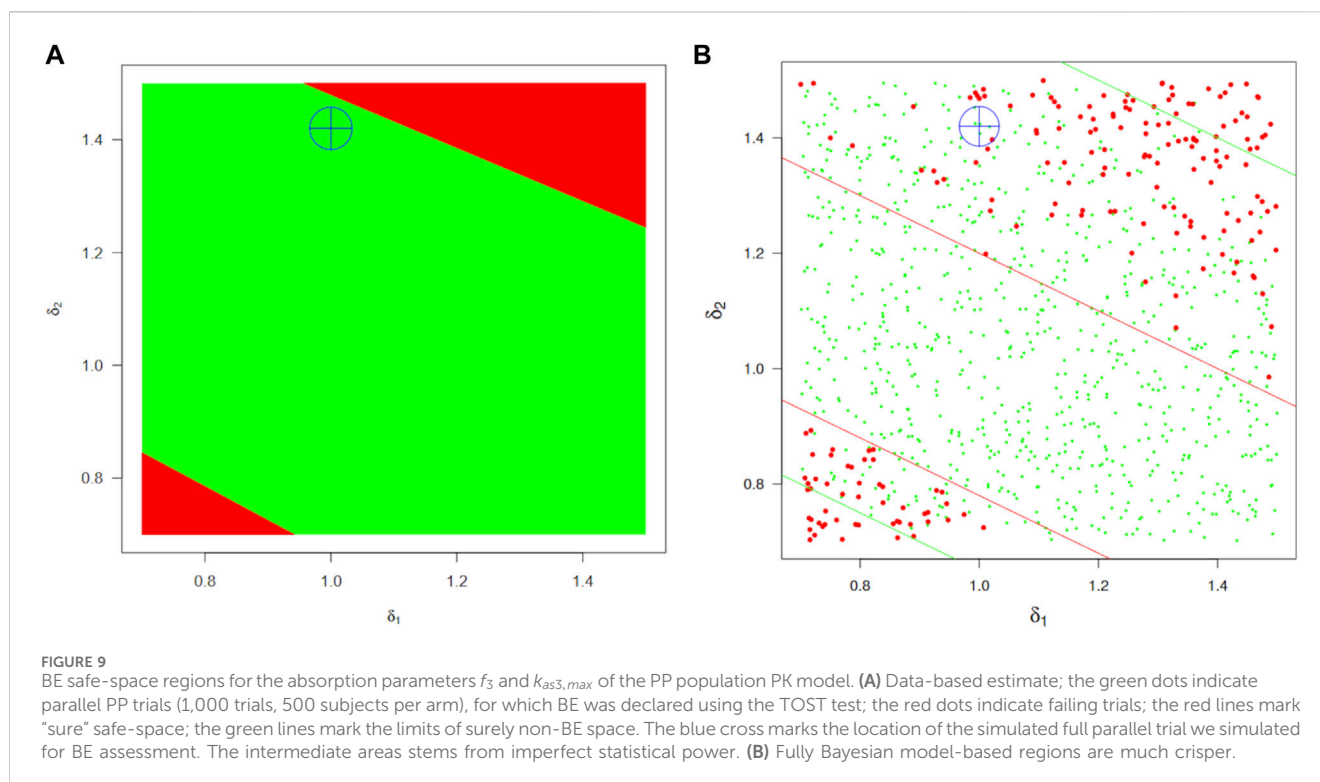 A
B
1.4
1.2
1.0
0.8
δ₂
0.8
1.0
1.2
1.4
δ₁
1.4
1.2
1.0
0.8
δ₂
0.8
1.0
1.2
1.4
δ₁
FIGURE 9
BE safe-space regions for the absorption parameters f₃ and kas3,max of the PP population PK model. (A) Data-based estimate; the green dots indicate
parallel PP trials (1,000 trials, 500 subjects per arm), for which BE was declared using the TOST test; the red dots indicate failing trials; the red lines mark
“sure” safe-space; the green lines mark the limits of surely non-BE space. The blue cross marks the location of the simulated full parallel trial we simulated
for BE assessment. The intermediate areas stems from imperfect statistical power. (B) Fully Bayesian model-based regions are much crisper.